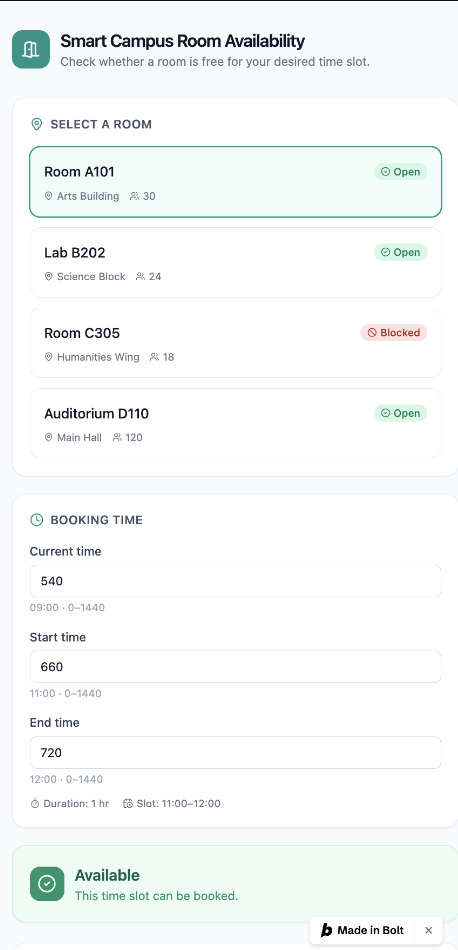 Smart Campus Room Availability
Check whether a room is free for your desired time slot.
SELECT A ROOM
Room A101
Open
Arts Building 30
Lab B202
Open
Science Block 24
Room C305
Blocked
Humanities Wing 18
Auditorium D110
Open
Main Hall 120
BOOKING TIME
Current time
540
09:00 · 0–1440
Start time
660
11:00 · 0–1440
End time
720
12:00 · 0–1440
Duration: 1 hr Slot: 11:00–12:00
Available
This time slot can be booked.
b Made in Bolt ×